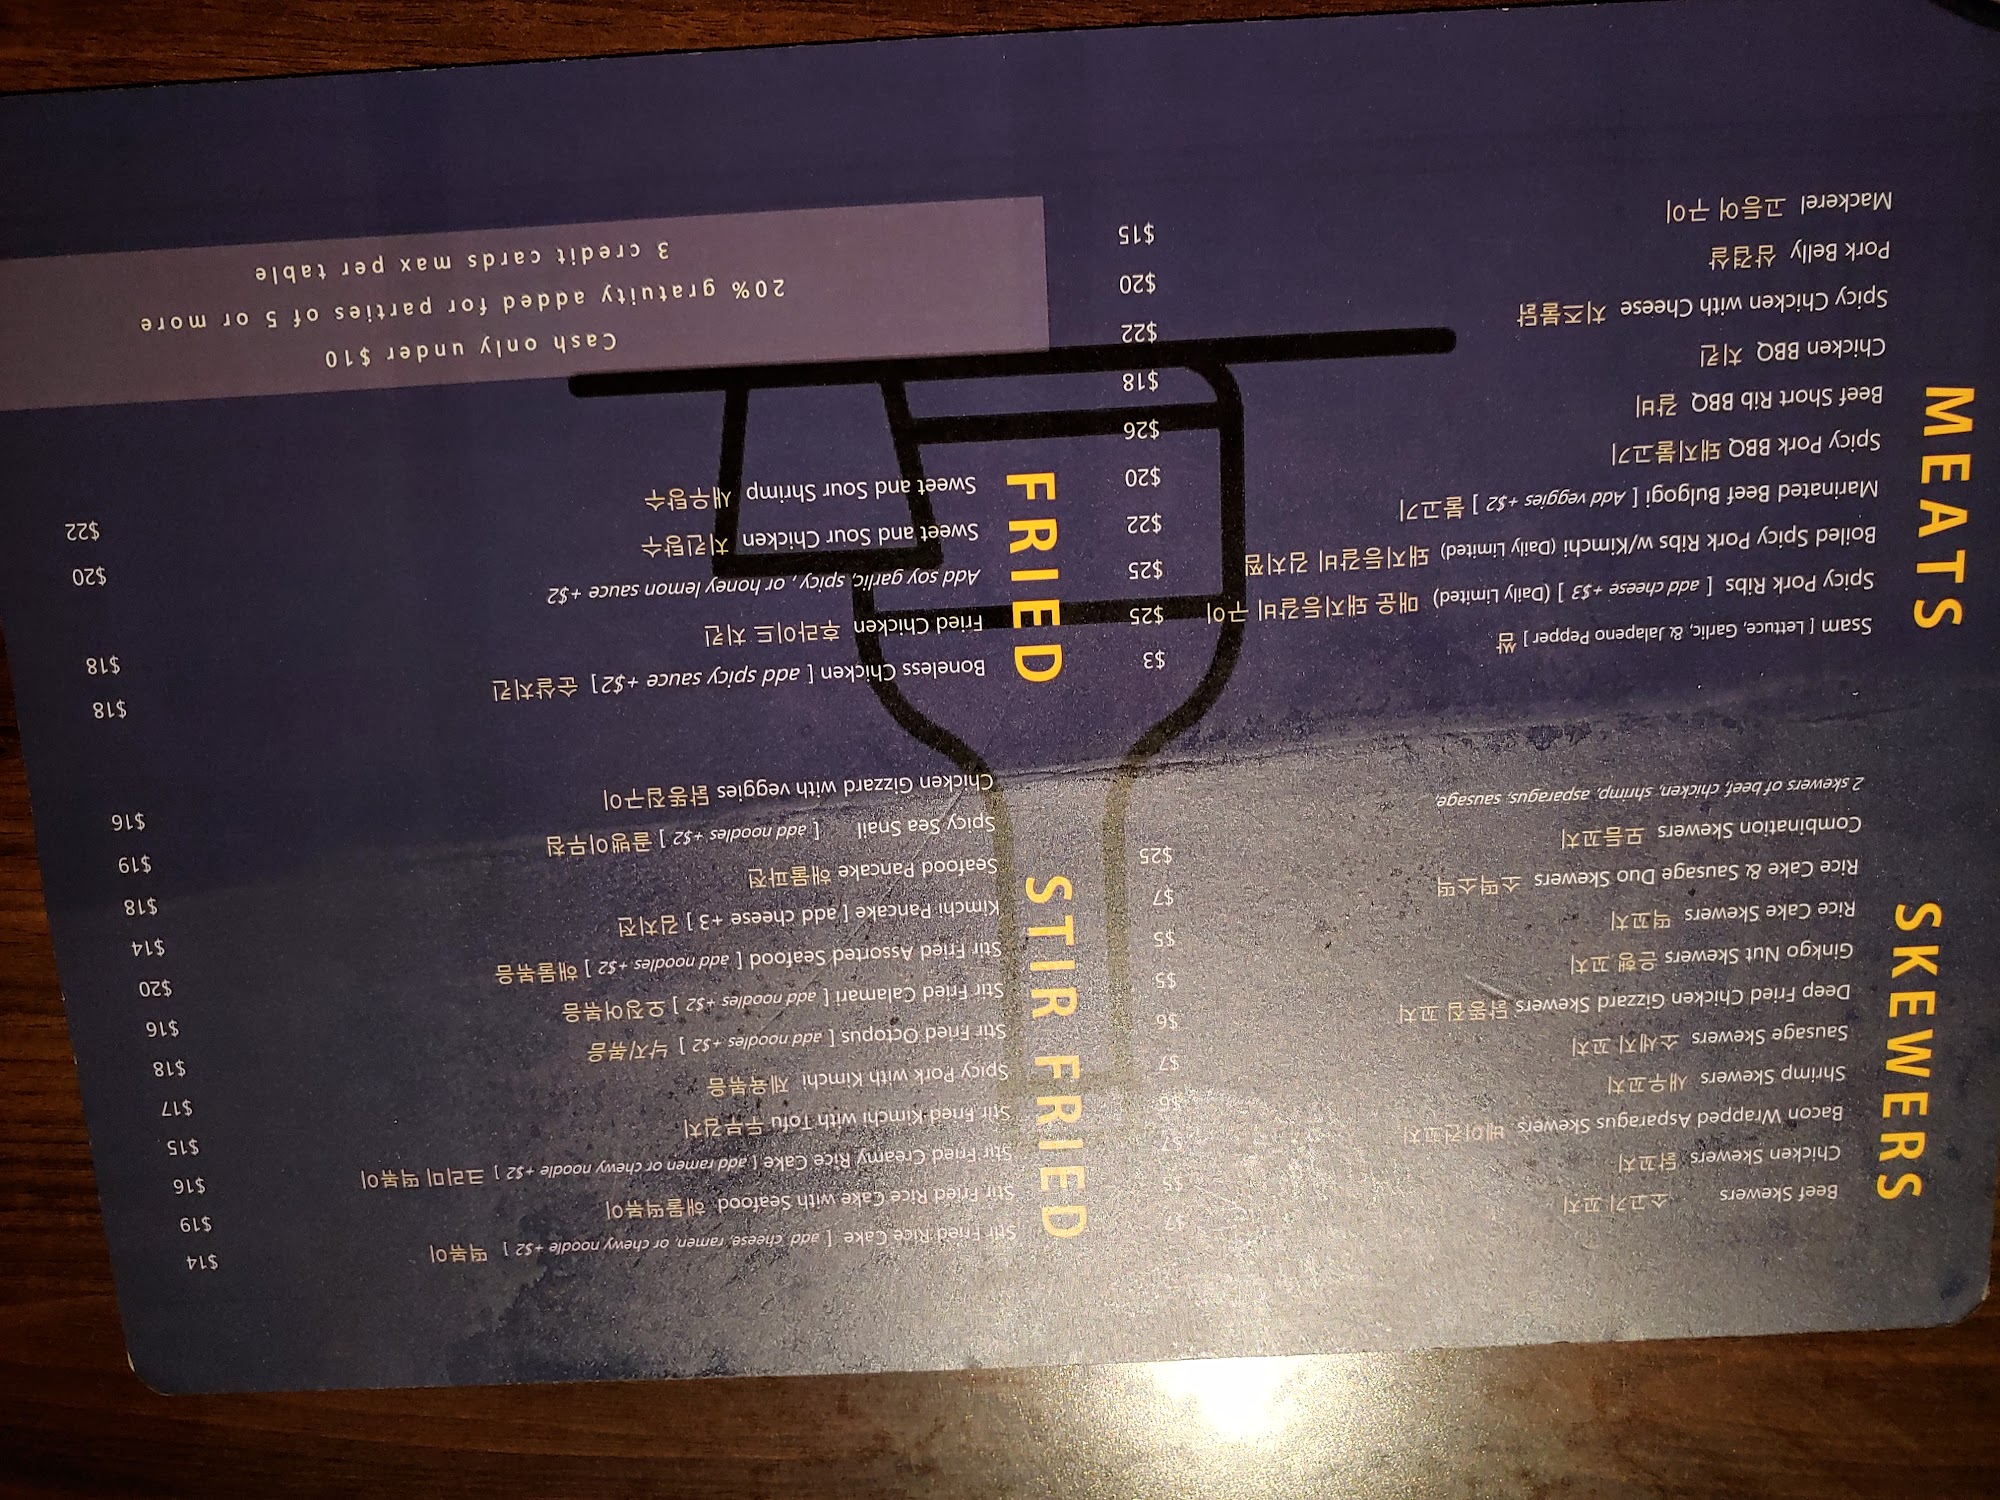 SKEWERS
Beef Skewers 소고기 꼬치 $7
Chicken Skewers 닭꼬치 $5
Bacon Wrapped Asparagus Skewers 베이컨꼬치 $7
Shrimp Skewers 새우꼬치 $6
Sausage Skewers 소세지 꼬치 $7
Deep Fried Chicken Gizzard Skewers 닭똥집 꼬치 $6
Ginkgo Nut Skewers 은행 꼬치 $5
Rice Cake Skewers 떡꼬치 $5
Rice Cake & Sausage Duo Skewers 소떡소떡 $7
Combination Skewers 모듬꼬치 $25
2 skewers of beef, chicken, shrimp, asparagus, sausage,
MEATS
Ssam [ Lettuce, Garlic, & Jalapeno Pepper ] 쌈 $3
Spicy Pork Ribs [ add cheese +$3 ] (Daily Limited) 매운 돼지등갈비 구이 $25
Boiled Spicy Pork Ribs w/Kimchi (Daily Limited) 돼지등갈비 김치찜 $25
Marinated Beef Bulgogi [ Add veggies +$2 ] 불고기 $22
Spicy Pork BBQ 돼지불고기 $20
Beef Short Rib BBQ 갈비 $26
Chicken BBQ 치킨 $18
Spicy Chicken with Cheese 치즈불닭 $22
Pork Belly 삼겹살 $20
Mackerel 고등어 구이 $15
STIR FRIED
Stir Fried Rice Cake [ add cheese, ramen, or chewy noodle +$2 ] 떡볶이 $14
Stir Fried Rice Cake with Seafood 해물떡볶이 $19
Stir Fried Creamy Rice Cake [ add ramen or chewy noodle +$2 ] 크리미 떡볶이 $16
Stir Fried Kimchi with Tofu 두부김치 $15
Spicy Pork with Kimchi 제육볶음 $17
Stir Fried Octopus [ add noodles +$2 ] 낙지볶음 $18
Stir Fried Calamari [ add noodles +$2 ] 오징어볶음 $16
Stir Fried Assorted Seafood [ add noodles +$2 ] 해물볶음 $20
Kimchi Pancake [ add cheese +3 ] 김치전 $14
Seafood Pancake 해물파전 $18
Spicy Sea Snail [ add noodles +$2 ] 골뱅이무침 $19
Chicken Gizzard with veggies 닭똥집구이 $16
FRIED
Boneless Chicken [ add spicy sauce +$2] 순살치킨 $18
Fried Chicken 후라이드 치킨 $18
Add soy garlic, spicy, or honey lemon sauce +$2
Sweet and Sour Chicken 치킨탕수 $20
Sweet and Sour Shrimp 새우탕수 $22
Cash only under $10
20% gratuity added for parties of 5 or more
3 credit cards max per table